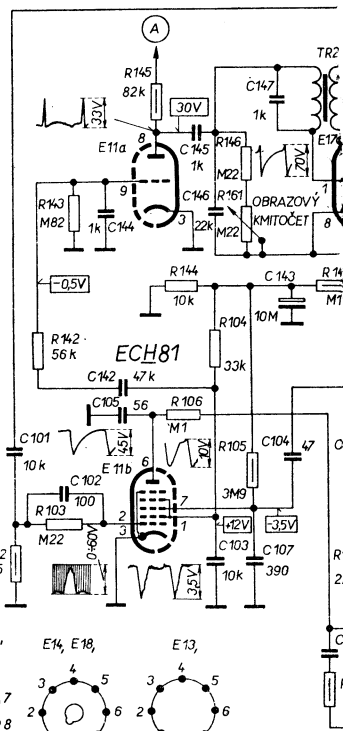 A
R145
82k
33V
30V
8
C147
1k
TR2
E11a
C145
1k
R146
M22
70V
E17
9
R143
M82
1k
C144
3
C146
22k
R161
M22
OBRAZOVÝ
KMITOČET
1
8
-0,5V
R144
10k
C143
10M
M1
R142
56k
ECH81
R104
33k
C142
47k
C105
56
R106
M1
45V
10V
C101
10k
E11b
6
R105
3M9
C104
47
C102
100
R103
M22
7
2
1
3
+12V
-3,5V
0÷60V
C103
10k
C107
390
3,5V
E14, E18,
E13,
4
3
5
2
6
4
3
5
2
6
7
8